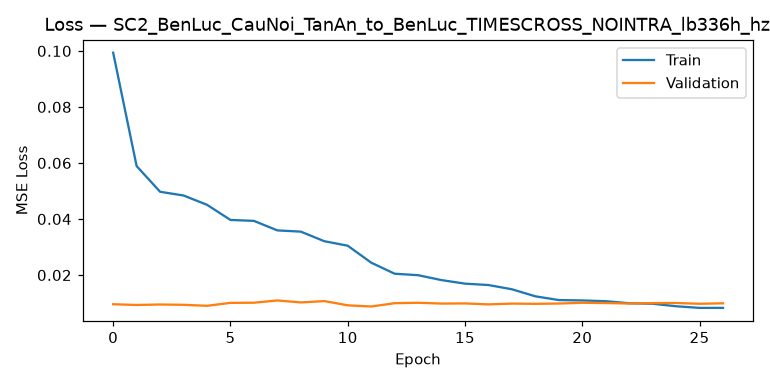 Loss — SC2_BenLuc_CauNoi_TanAn_to_BenLuc_TIMESCROSS_NOINTRA_lb336h_hz
0.10
0.08
0.06
0.04
0.02
MSE Loss
Train
Validation
0 5 10 15 20 25
Epoch